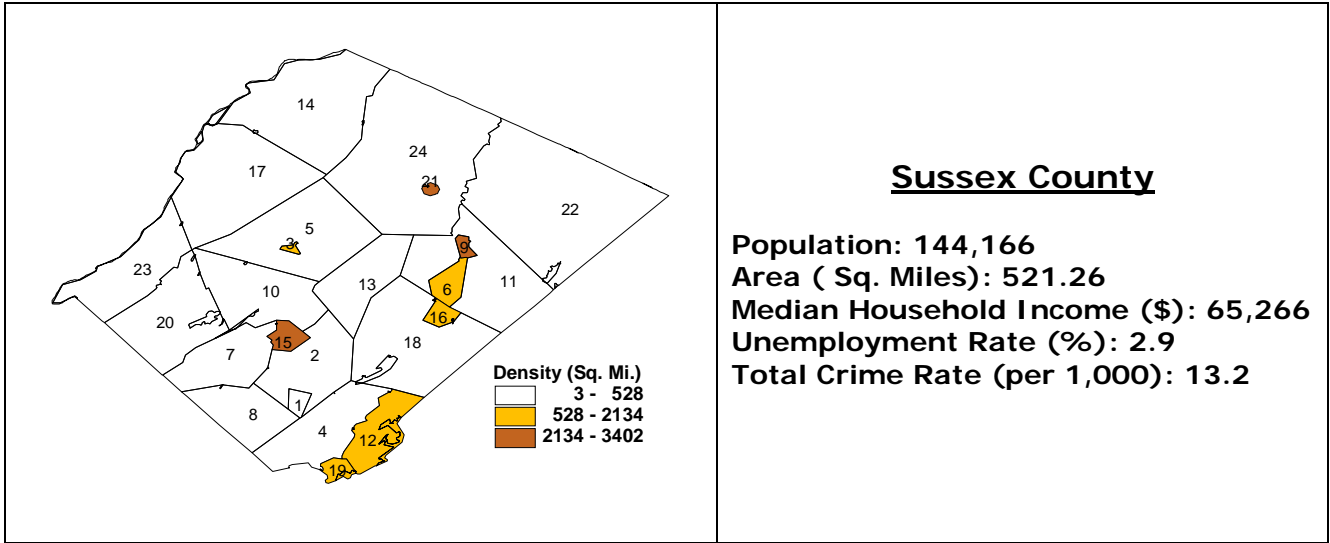 14
24
17
21
22
5
3
9
23
13
11
10
6
20
16
15
18
7
2
Density (Sq. Mi.)
3 - 528
1
528 - 2134
8
4
12
2134 - 3402
19
Sussex County
Population: 144,166
Area ( Sq. Miles): 521.26
Median Household Income ($): 65,266
Unemployment Rate (%): 2.9
Total Crime Rate (per 1,000): 13.2